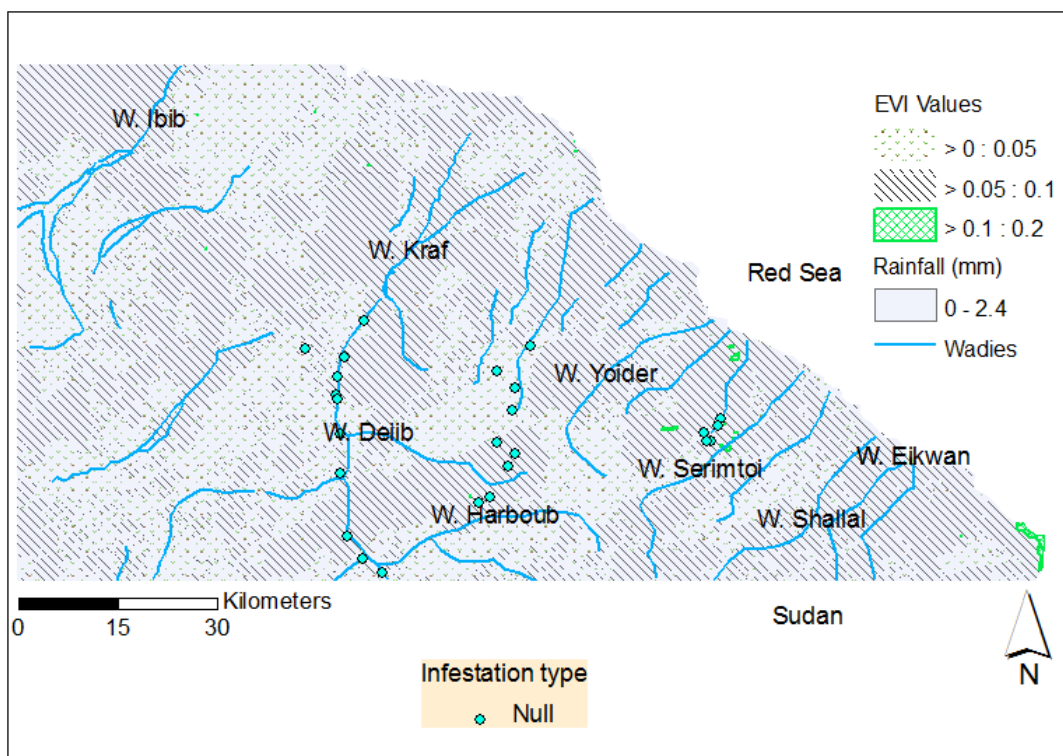 W. Ibib
EVI Values
> 0 : 0.05
> 0.05 : 0.1
> 0.1 : 0.2
W. Kraf
Red Sea
Rainfall (mm)
0 - 2.4
Wadies
W. Yoider
W. Delib
W. Serimtoi
W. Eikwan
W. Harboub
W. Shallal
Kilometers
0 15 30
Sudan
N
Infestation type
Null